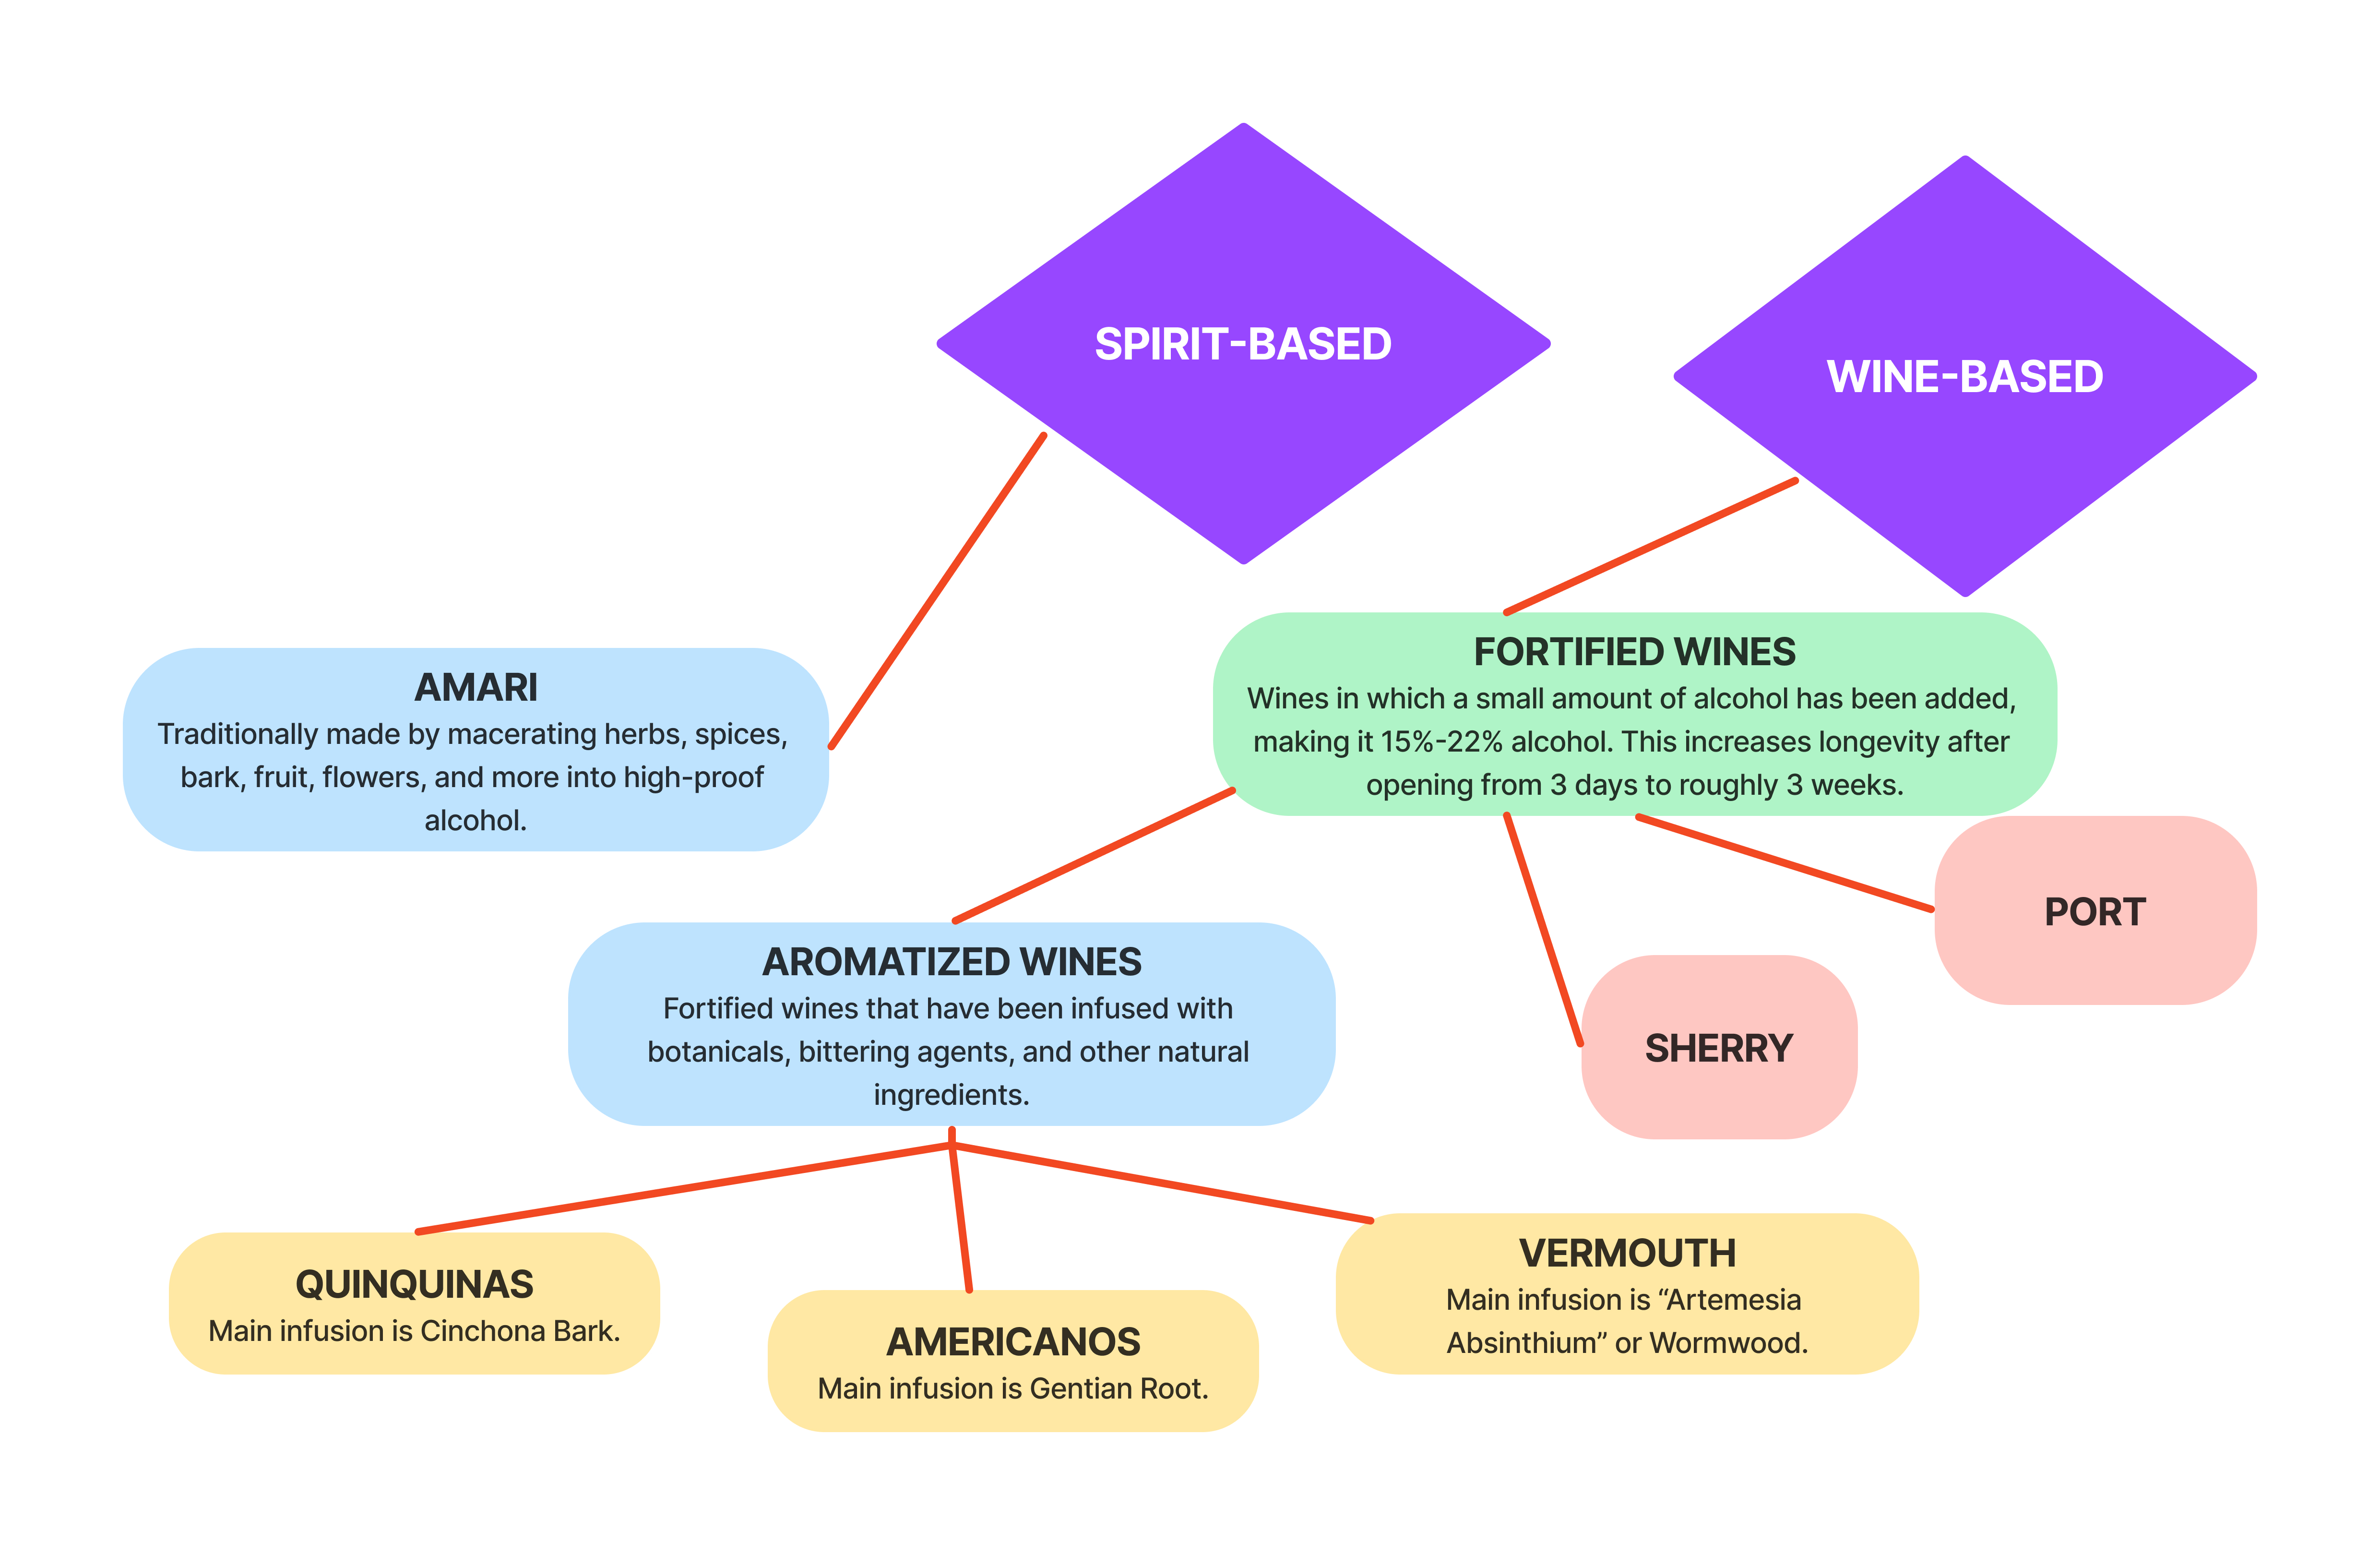 SPIRIT-BASED
WINE-BASED
FORTIFIED WINES
Wines in which a small amount of alcohol has been added,
making it 15%-22% alcohol. This increases longevity after
opening from 3 days to roughly 3 weeks.
AMARI
Traditionally made by macerating herbs, spices,
bark, fruit, flowers, and more into high-proof
alcohol.
PORT
AROMATIZED WINES
Fortified wines that have been infused with
botanicals, bittering agents, and other natural
ingredients.
SHERRY
QUINQUINAS
Main infusion is Cinchona Bark.
AMERICANOS
Main infusion is Gentian Root.
VERMOUTH
Main infusion is “Artemesia
Absinthium” or Wormwood.